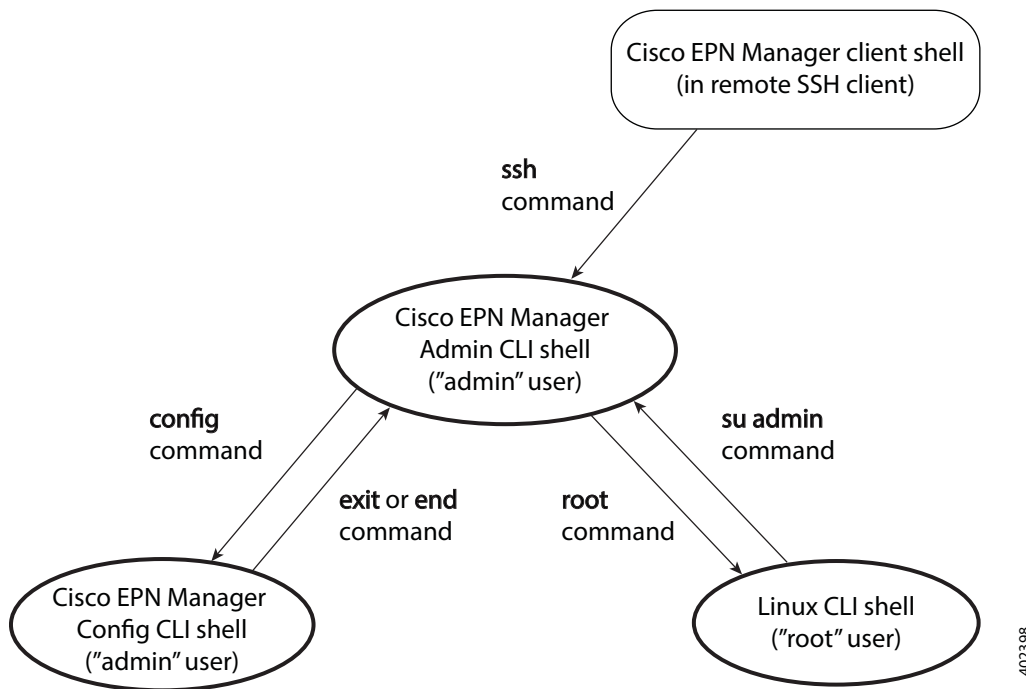 Cisco EPN Manager client shell
(in remote SSH client)
ssh
command
Cisco EPN Manager
Admin CLI shell
("admin" user)
config
command
su admin
command
exit or end
command
root
command
Cisco EPN Manager
Config CLI shell
("admin" user)
Linux CLI shell
("root" user)
402398